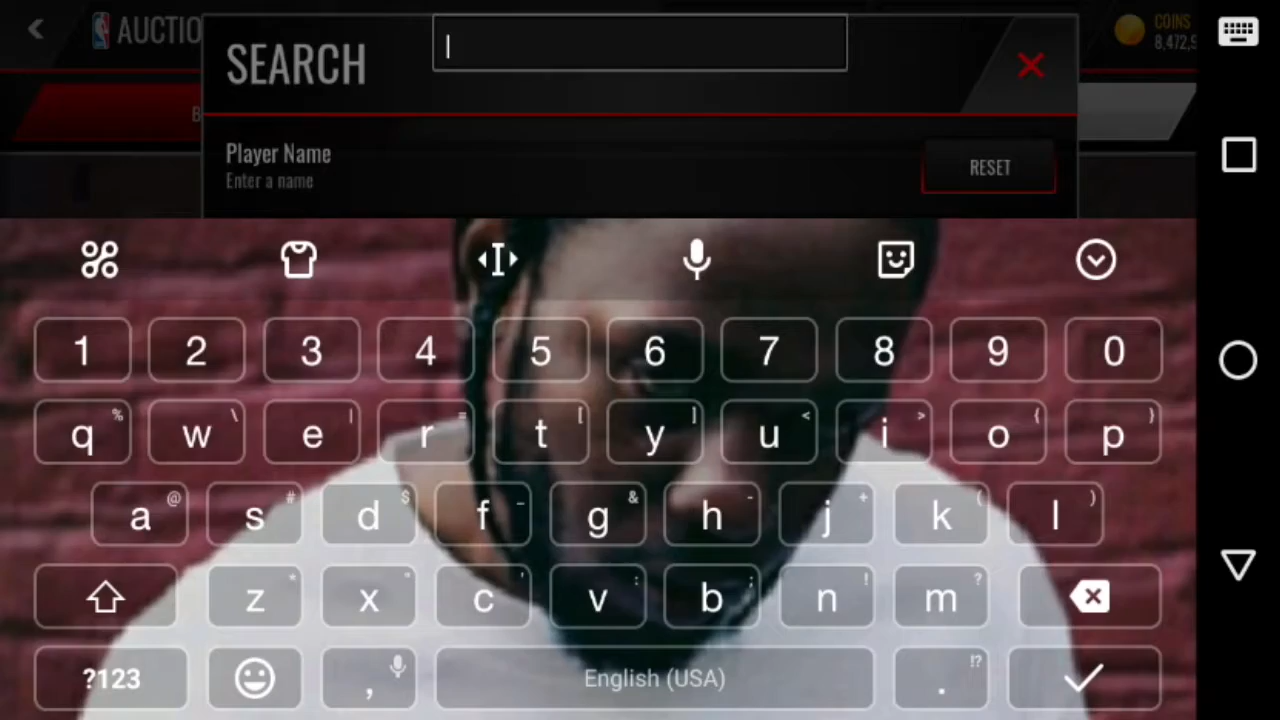 AUCTIO
SEARCH
COINS
8,472,9
B
Player Name
Enter a name
RESET
1 2 3 4 5 6 7 8 9 0
q % w \ e | r = t [ y ] u < i > o { p }
a @ s # d $ f _ g & h - j + k ( l )
z * x " c ' v : b ; n ! m ?
?123 , English (USA) . !?